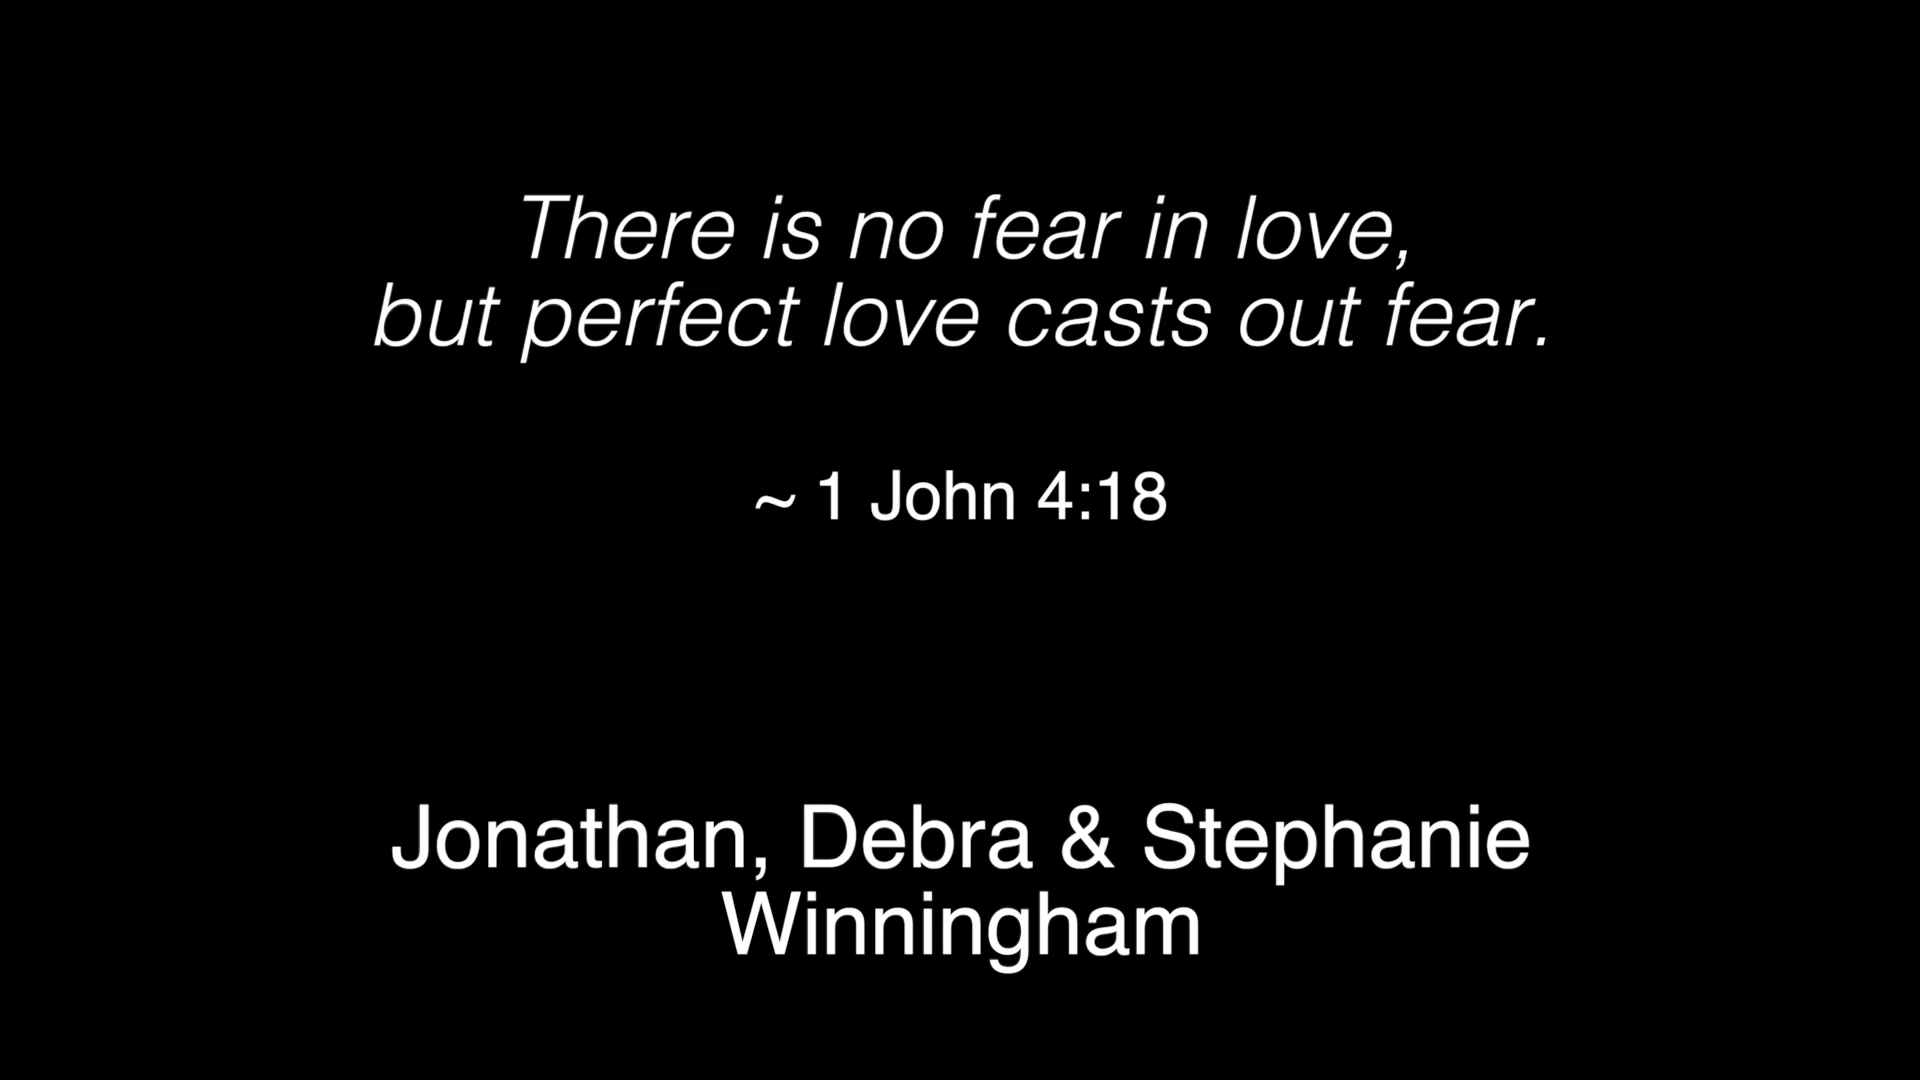 There is no fear in love,
but perfect love casts out fear.
~ 1 John 4:18
Jonathan, Debra & Stephanie
Winningham